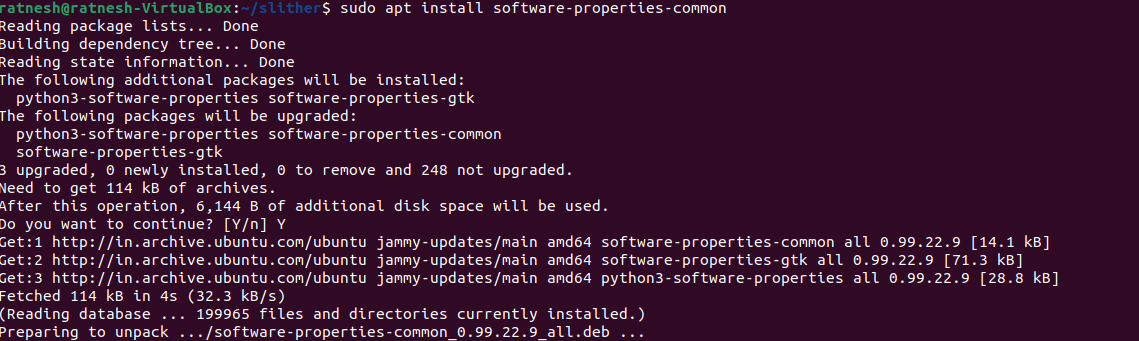 ratnesh@ratnesh-VirtualBox:~/slither$ sudo apt install software-properties-common
Reading package lists... Done
Building dependency tree... Done
Reading state information... Done
The following additional packages will be installed:
  python3-software-properties software-properties-gtk
The following packages will be upgraded:
  python3-software-properties software-properties-common
  software-properties-gtk
3 upgraded, 0 newly installed, 0 to remove and 248 not upgraded.
Need to get 114 kB of archives.
After this operation, 6,144 B of additional disk space will be used.
Do you want to continue? [Y/n] Y
Get:1 http://in.archive.ubuntu.com/ubuntu jammy-updates/main amd64 software-properties-common all 0.99.22.9 [14.1 kB]
Get:2 http://in.archive.ubuntu.com/ubuntu jammy-updates/main amd64 software-properties-gtk all 0.99.22.9 [71.3 kB]
Get:3 http://in.archive.ubuntu.com/ubuntu jammy-updates/main amd64 python3-software-properties all 0.99.22.9 [28.8 kB]
Fetched 114 kB in 4s (32.3 kB/s)
(Reading database ... 199965 files and directories currently installed.)
Preparing to unpack .../software-properties-common_0.99.22.9_all.deb ...